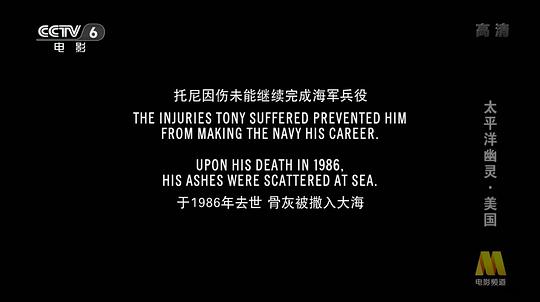 CCTV 6
电影
高清
托尼因伤未能继续完成海军兵役
THE INJURIES TONY SUFFERED PREVENTED HIM
FROM MAKING THE NAVY HIS CAREER.
UPON HIS DEATH IN 1986,
HIS ASHES WERE SCATTERED AT SEA.
于1986年去世 骨灰被撒入大海
太平洋幽灵·美国
电影频道